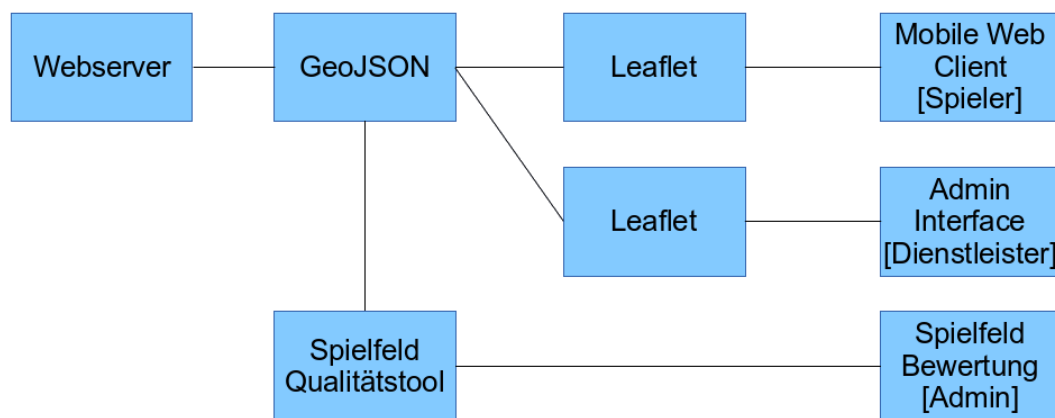 Webserver
GeoJSON
Leaflet
Mobile Web
Client
[Spieler]
Leaflet
Admin
Interface
[Dienstleister]
Spielfeld
Qualitätstool
Spielfeld
Bewertung
[Admin]